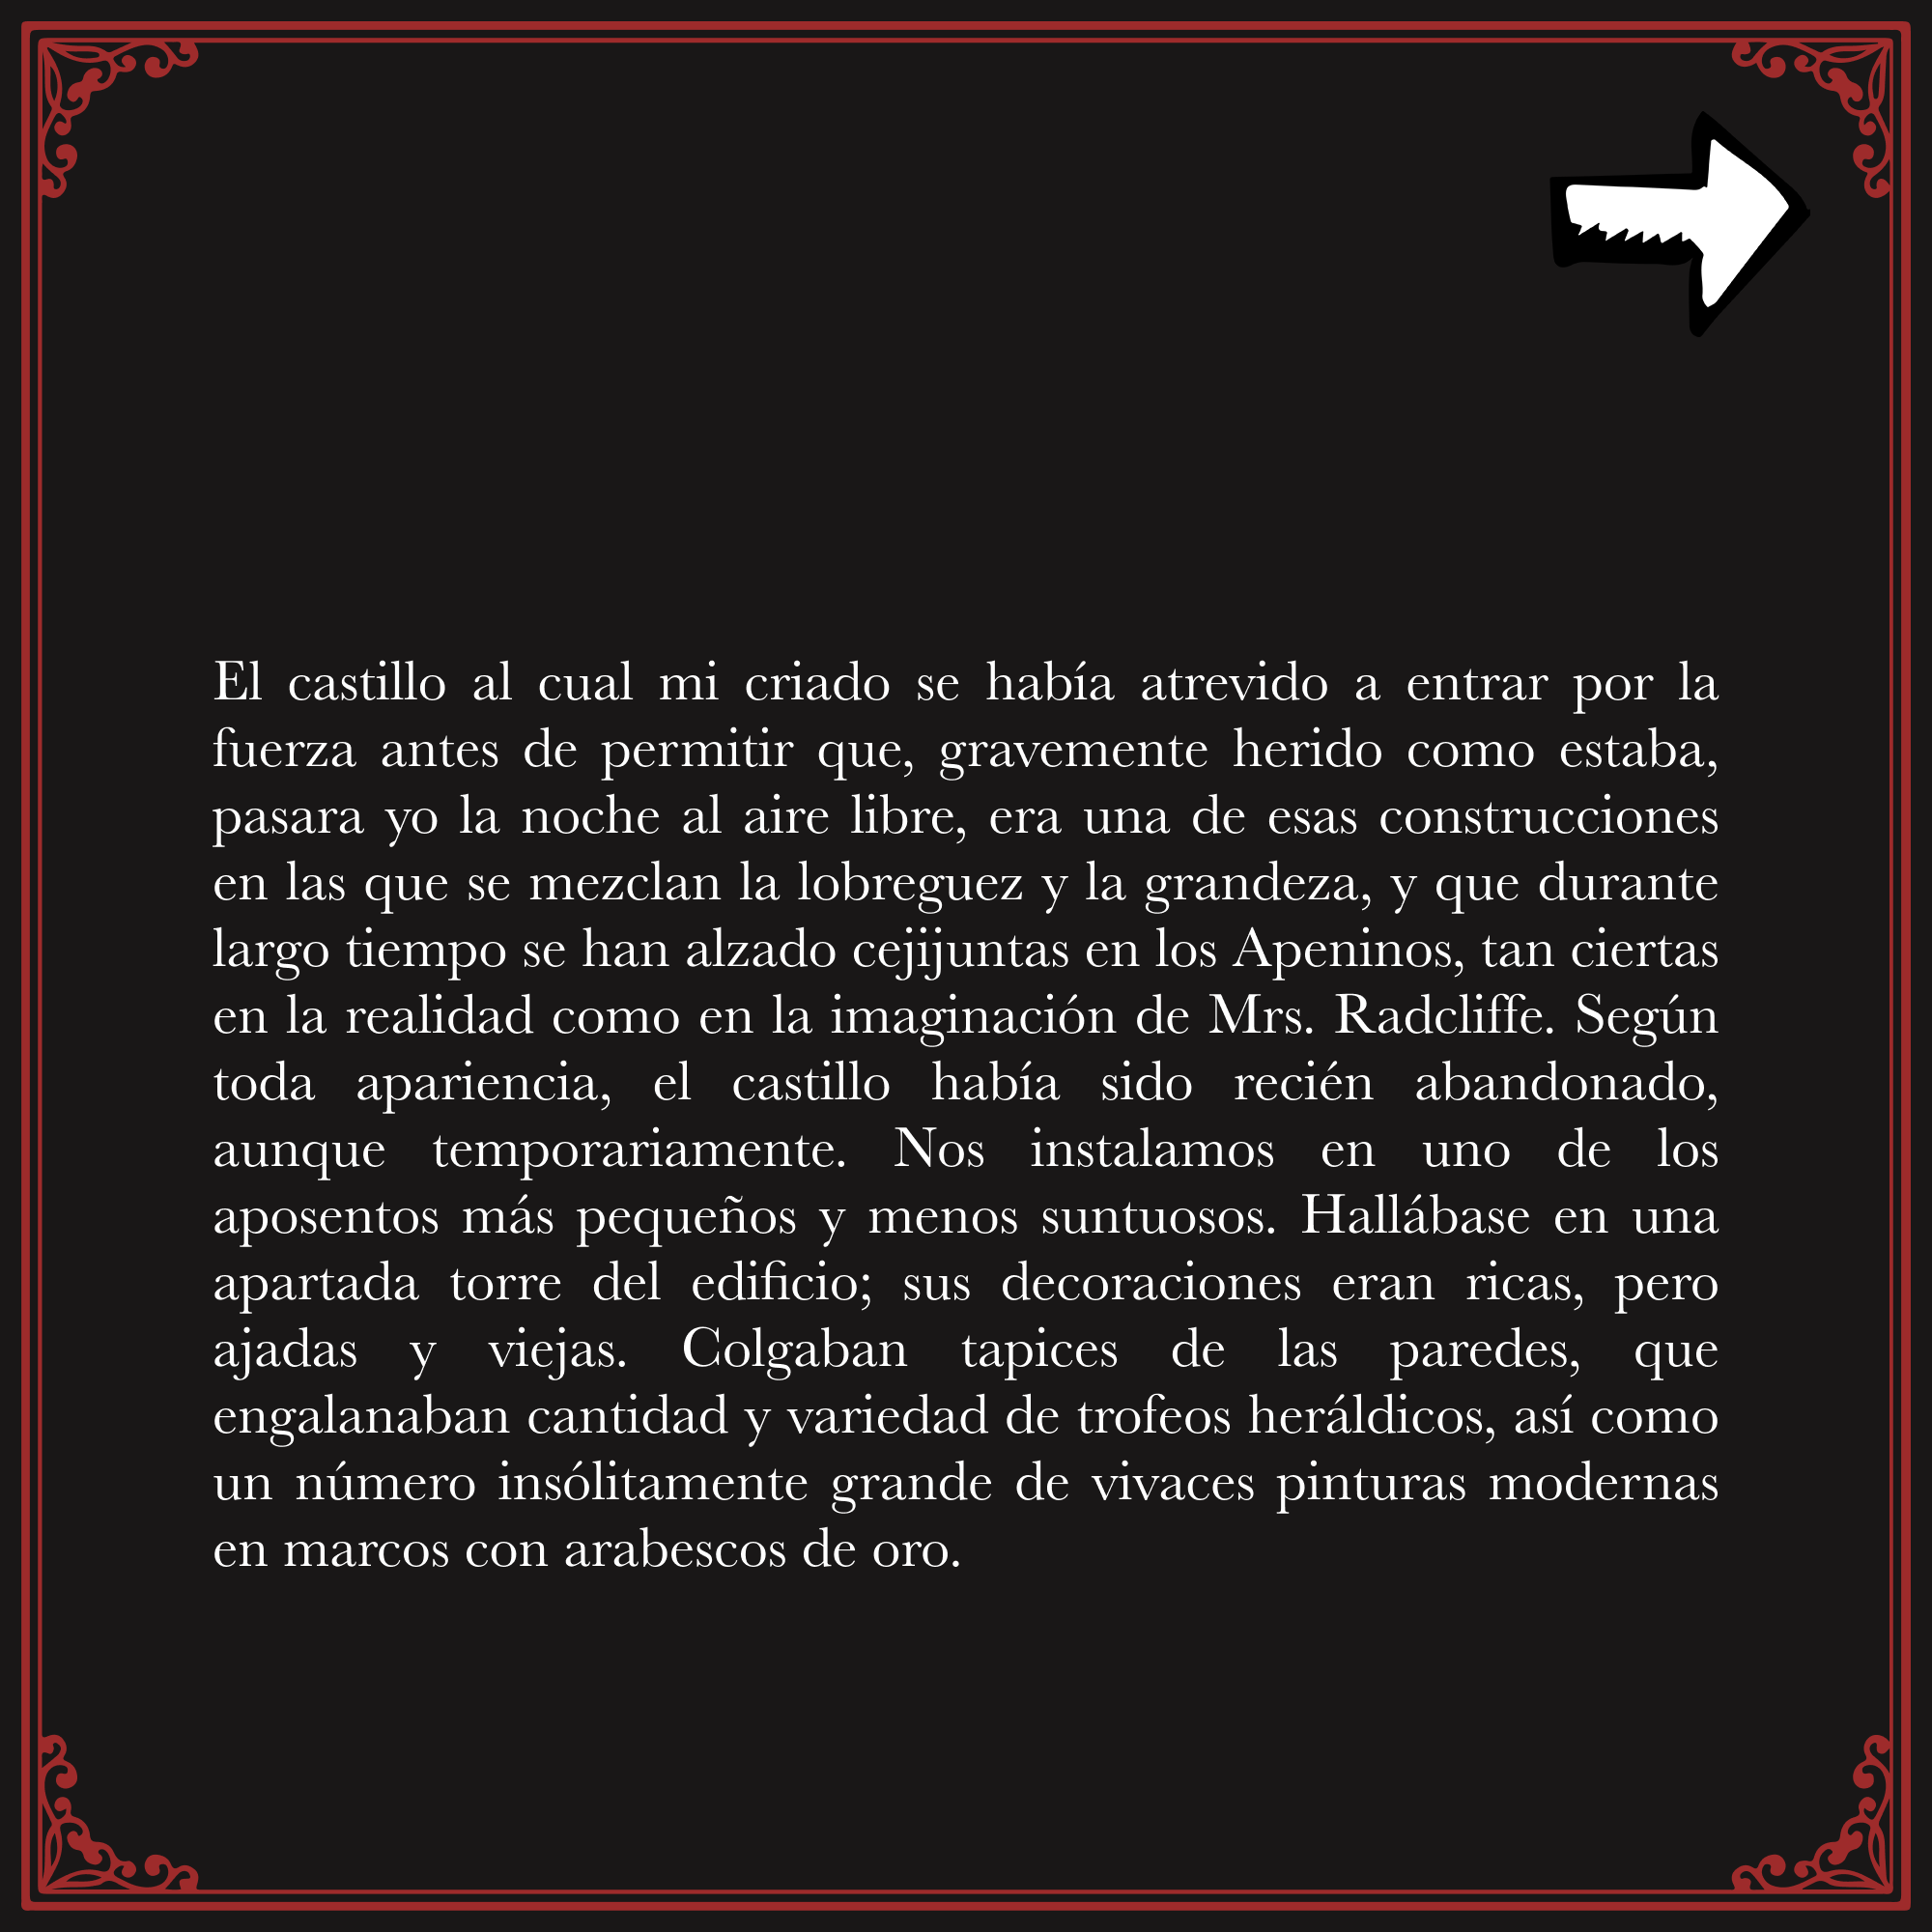 El castillo al cual mi criado se había atrevido a entrar por la
fuerza antes de permitir que, gravemente herido como estaba,
pasara yo la noche al aire libre, era una de esas construcciones
en las que se mezclan la lobreguez y la grandeza, y que durante
largo tiempo se han alzado cejijuntas en los Apeninos, tan ciertas
en la realidad como en la imaginación de Mrs. Radcliffe. Según
toda apariencia, el castillo había sido recién abandonado,
aunque temporariamente. Nos instalamos en uno de los
aposentos más pequeños y menos suntuosos. Hallábase en una
apartada torre del edificio; sus decoraciones eran ricas, pero
ajadas y viejas. Colgaban tapices de las paredes, que
engalanaban cantidad y variedad de trofeos heráldicos, así como
un número insólitamente grande de vivaces pinturas modernas
en marcos con arabescos de oro.